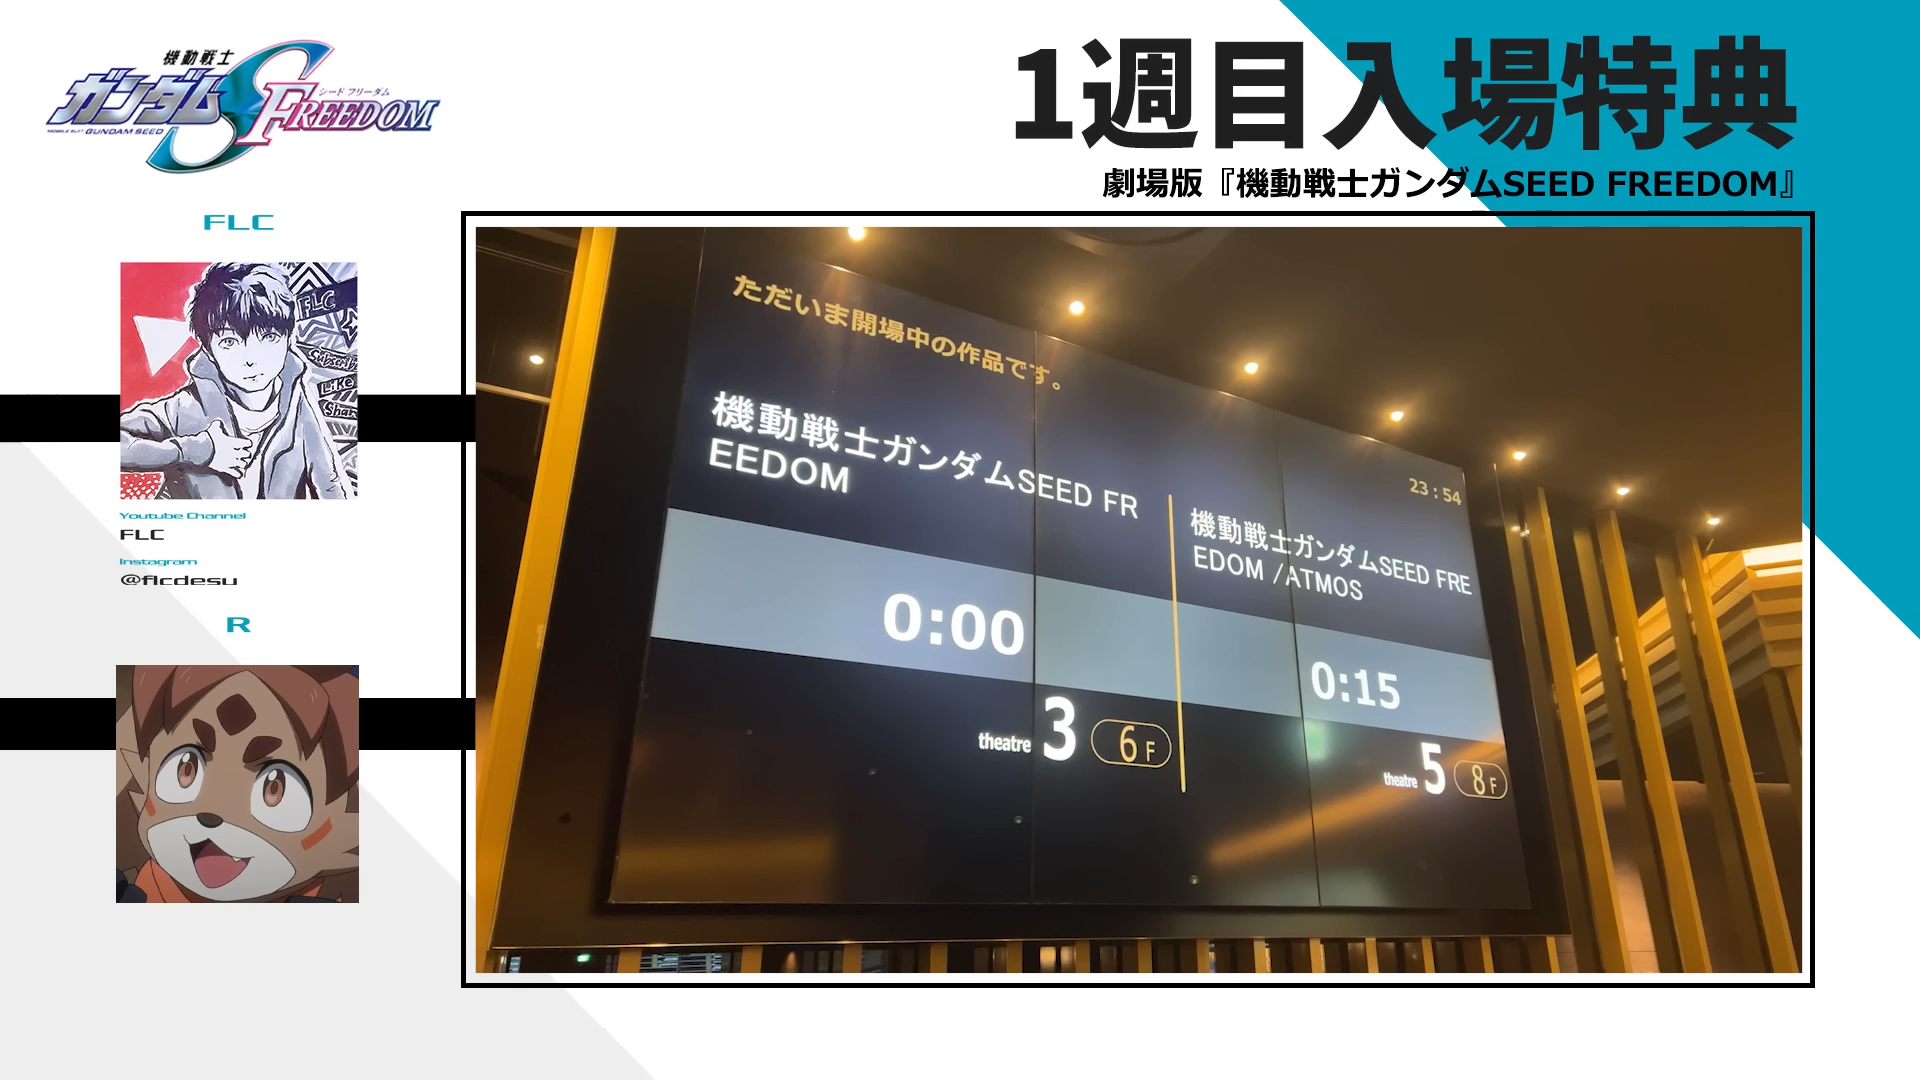 機動戦士
ガンダム
MOBILE SUIT GUNDAM SEED
シード フリーダム
FREEDOM
1週目入場特典
劇場版『機動戦士ガンダムSEED FREEDOM』
FLC
FLC
Subscribe
Like
Share
Youtube Channel
FLC
Instagram
@flcdesu
R
ただいま開場中の作品です。
23:54
機動戦士ガンダムSEED FR
EEDOM
0:00
theatre 3 6F
機動戦士ガンダムSEED FRE
EDOM /ATMOS
0:15
theatre 5 8F